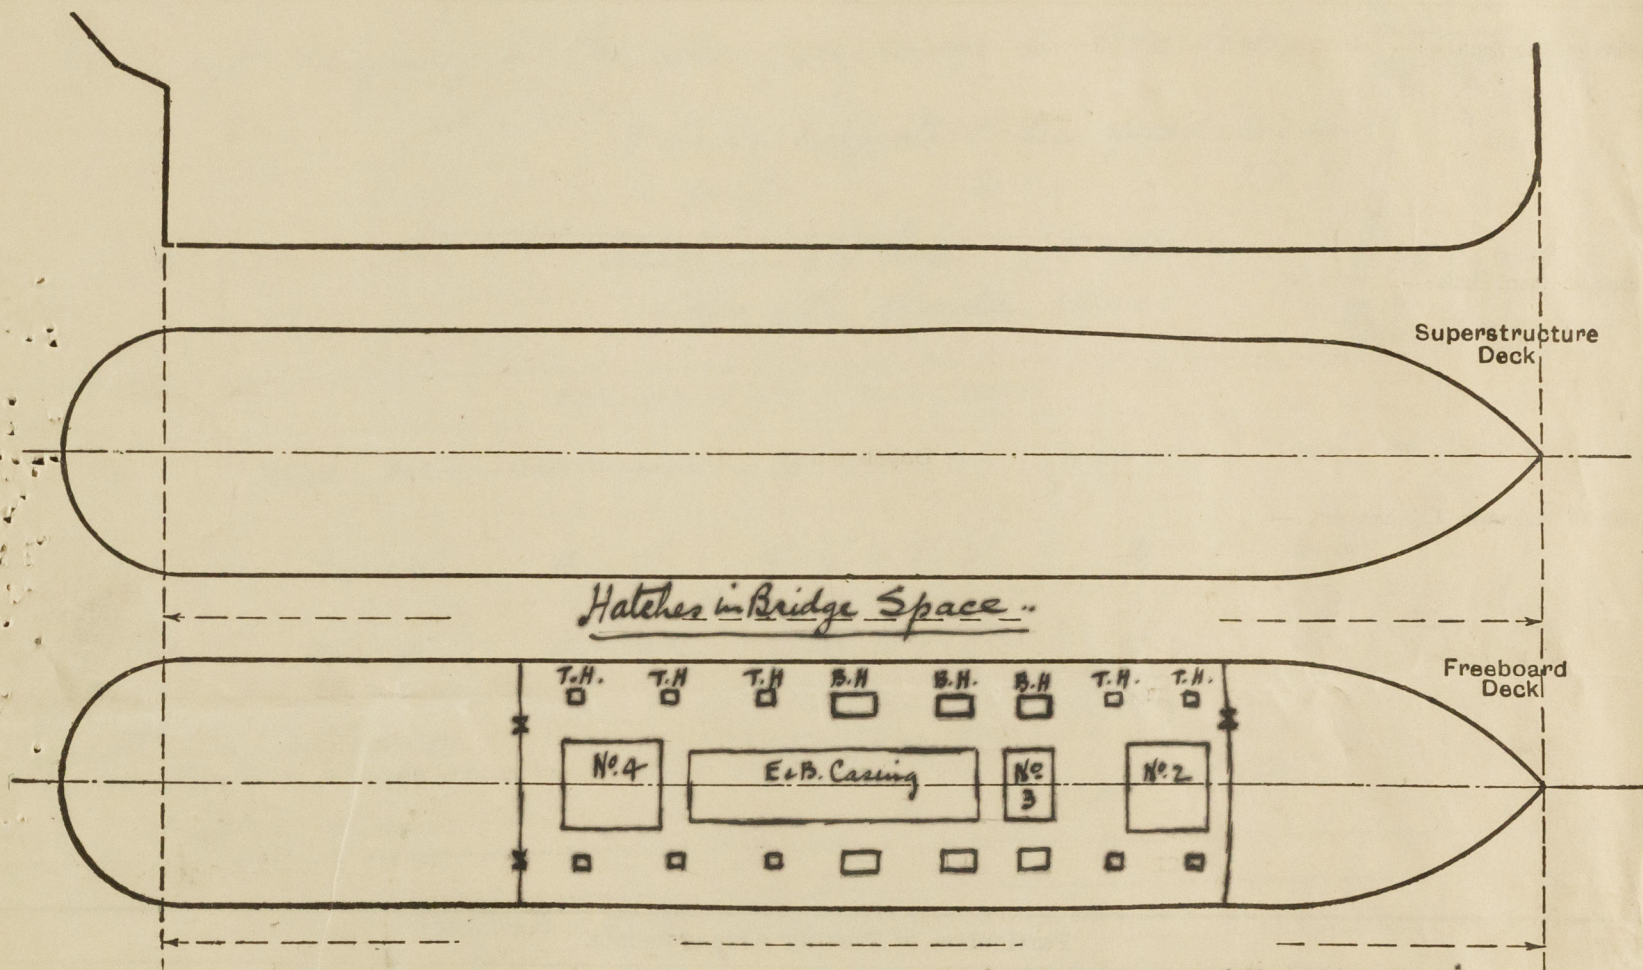 Superstructure
Deck
Hatches in Bridge Space..
Freeboard
Deck
T.H. T.H T.H B.H B.H. B.H T.H. T.H.
No.4 E&B. Casing No 3 No.2